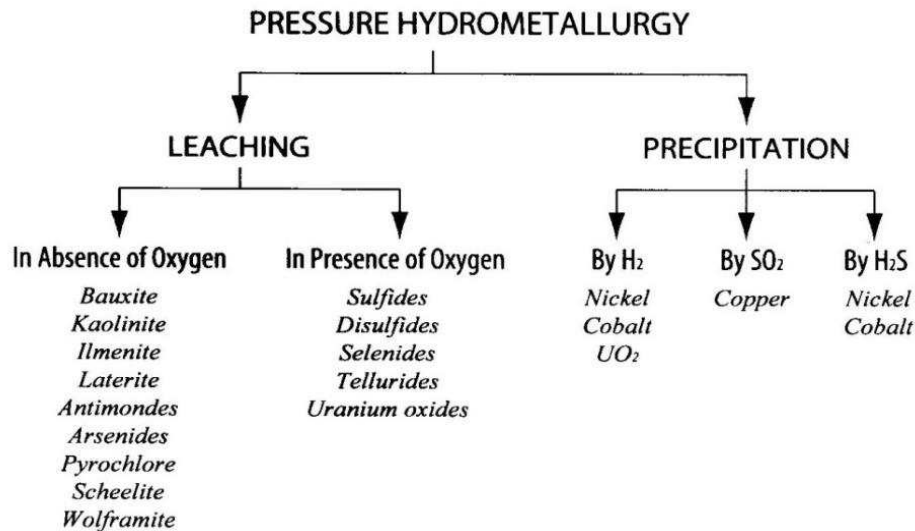 PRESSURE HYDROMETALLURGY
LEACHING
PRECIPITATION
In Absence of Oxygen
Bauxite
Kaolinite
Ilmenite
Laterite
Antimondes
Arsenides
Pyrochlore
Scheelite
Wolframite
In Presence of Oxygen
Sulfides
Disulfides
Selenides
Tellurides
Uranium oxides
By H₂
Nickel
Cobalt
UO₂
By SO₂
Copper
By H₂S
Nickel
Cobalt